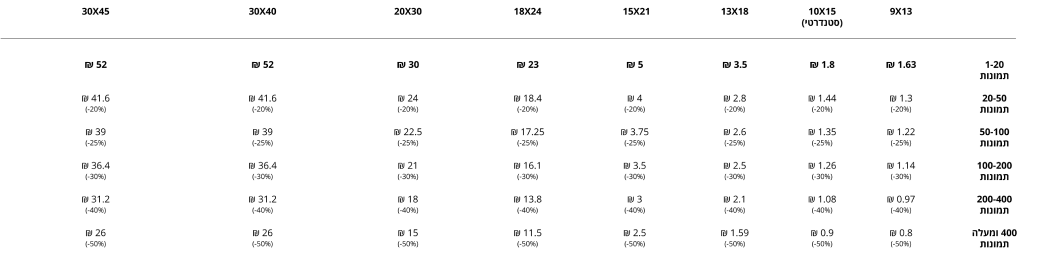 9X13 10X15 13X18 15X21 18X24 20X30 30X40 30X45
(סטנדרטי)
1-20 ₪ 1.63 ₪ 1.8 ₪ 3.5 ₪ 5 ₪ 23 ₪ 30 ₪ 52 ₪ 52
תמונות
20-50 ₪ 1.3 ₪ 1.44 ₪ 2.8 ₪ 4 ₪ 18.4 ₪ 24 ₪ 41.6 ₪ 41.6
תמונות (-20%) (-20%) (-20%) (-20%) (-20%) (-20%) (-20%) (-20%)
50-100 ₪ 1.22 ₪ 1.35 ₪ 2.6 ₪ 3.75 ₪ 17.25 ₪ 22.5 ₪ 39 ₪ 39
תמונות (-25%) (-25%) (-25%) (-25%) (-25%) (-25%) (-25%) (-25%)
100-200 ₪ 1.14 ₪ 1.26 ₪ 2.5 ₪ 3.5 ₪ 16.1 ₪ 21 ₪ 36.4 ₪ 36.4
תמונות (-30%) (-30%) (-30%) (-30%) (-30%) (-30%) (-30%) (-30%)
200-400 ₪ 0.97 ₪ 1.08 ₪ 2.1 ₪ 3 ₪ 13.8 ₪ 18 ₪ 31.2 ₪ 31.2
תמונות (-40%) (-40%) (-40%) (-40%) (-40%) (-40%) (-40%) (-40%)
400 ומעלה ₪ 0.8 ₪ 0.9 ₪ 1.59 ₪ 2.5 ₪ 11.5 ₪ 15 ₪ 26 ₪ 26
תמונות (-50%) (-50%) (-50%) (-50%) (-50%) (-50%) (-50%) (-50%)